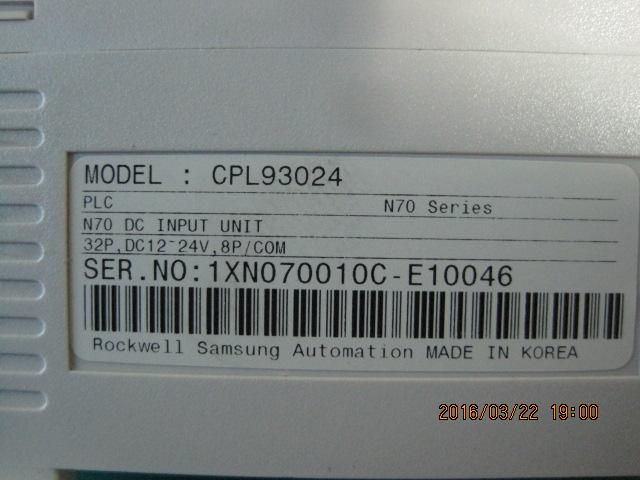 MODEL : CPL93024
PLC N70 Series
N70 DC INPUT UNIT
32P,DC12~24V,8P/COM
SER.NO:1XN070010C-E10046
Rockwell Samsung Automation MADE IN KOREA
2016/03/22 19:00